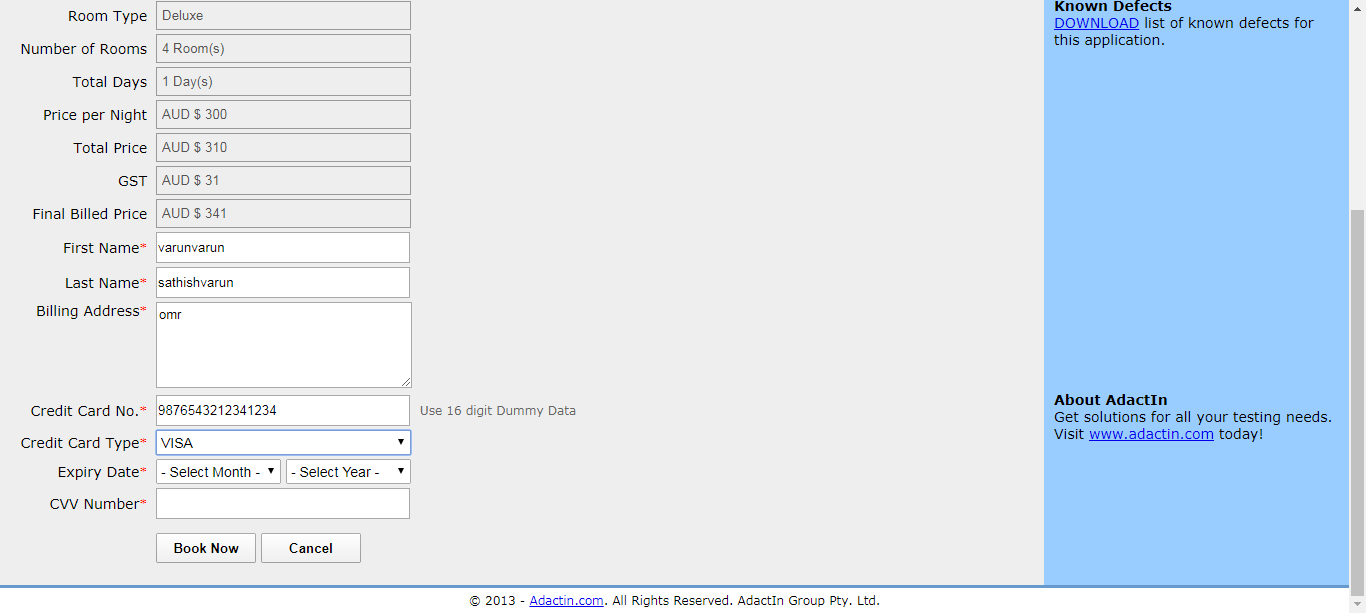 Room Type Deluxe
Number of Rooms 4 Room(s)
Total Days 1 Day(s)
Price per Night AUD $ 300
Total Price AUD $ 310
GST AUD $ 31
Final Billed Price AUD $ 341
First Name* varunvarun
Last Name* sathishvarun
Billing Address* omr
Credit Card No.* 9876543212341234 Use 16 digit Dummy Data
Credit Card Type* VISA
Expiry Date* - Select Month - - Select Year -
CVV Number*
Book Now Cancel
Known Defects
DOWNLOAD list of known defects for
this application.
About AdactIn
Get solutions for all your testing needs.
Visit www.adactin.com today!
© 2013 - Adactin.com. All Rights Reserved. AdactIn Group Pty. Ltd.